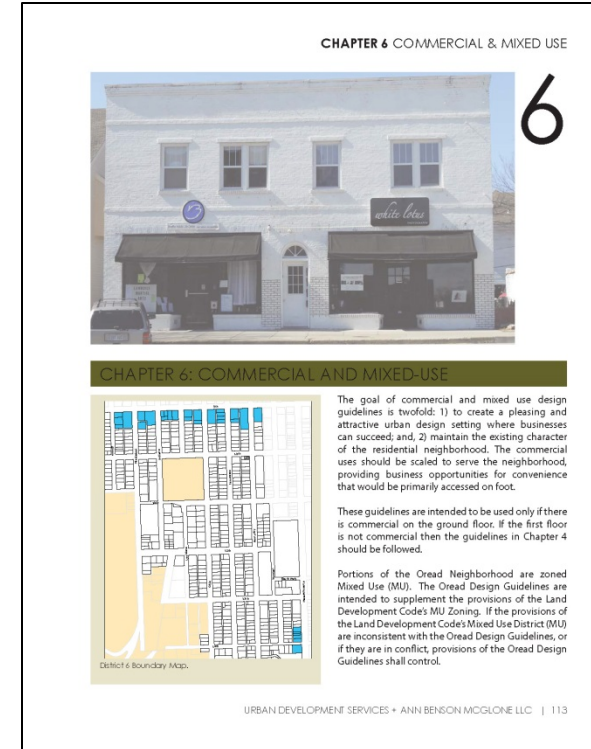 CHAPTER 6 COMMERCIAL & MIXED USE
6
white lotus
CHAPTER 6: COMMERCIAL AND MIXED-USE
The goal of commercial and mixed use design
guidelines is twofold: 1) to create a pleasing and
attractive urban design setting where businesses
can succeed; and, 2) maintain the existing character
of the residential neighborhood. The commercial
uses should be scaled to serve the neighborhood,
providing business opportunities for convenience
that would be primarily accessed on foot.
These guidelines are intended to be used only if there
is commercial on the ground floor. If the first floor
is not commercial then the guidelines in Chapter 4
should be followed.
Portions of the Oread Neighborhood are zoned
Mixed Use (MU). The Oread Design Guidelines are
intended to supplement the provisions of the Land
Development Code's MU Zoning. If the provisions of
the Land Development Code's Mixed Use District (MU)
are inconsistent with the Oread Design Guidelines, or
if they are in conflict, provisions of the Oread Design
Guidelines shall control.
District 6 Boundary Map.
URBAN DEVELOPMENT SERVICES + ANN BENSON MCGLONE LLC | 113